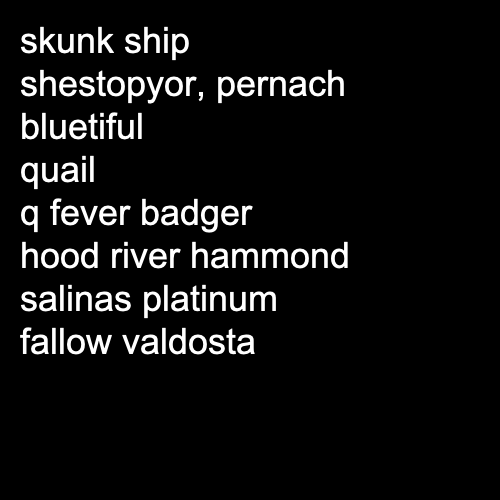 skunk ship
shestopyor, pernach
bluetiful
quail
q fever badger
hood river hammond
salinas platinum
fallow valdosta